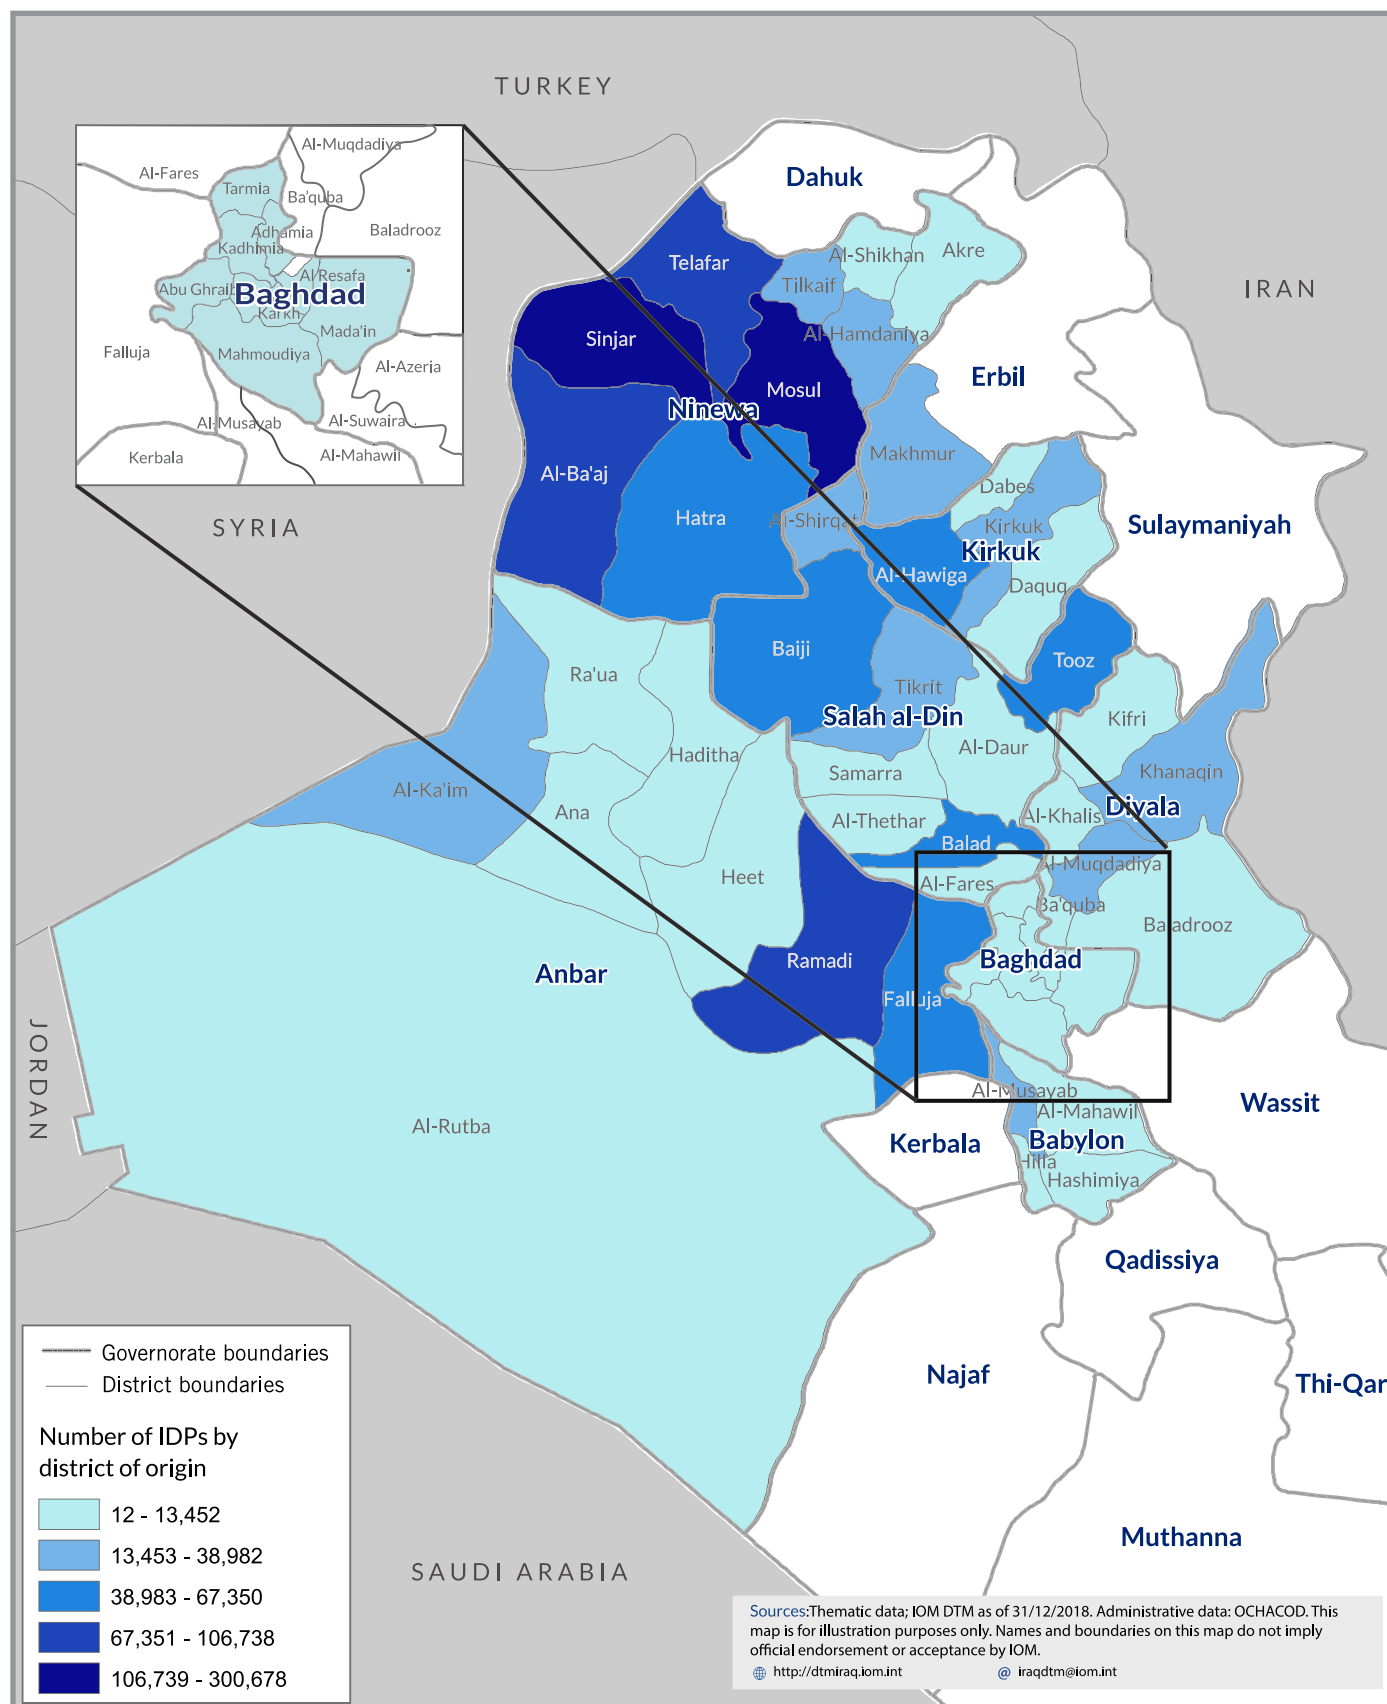 TURKEY
Al-Muqdadiya
Al-Fares
Tarmia
Ba'quba
Adhamia
Baladrooz
Kadhimia
Al Resafa
Abu Ghraib
Baghdad
Karkh
Mada'in
Falluja
Mahmoudiya
Al-Azeria
Al-Musayab
Al-Suwaira
Kerbala
Al-Mahawil
Dahuk
IRAN
Telafar
Al-Shikhan
Akre
Tilkaif
Sinjar
Al-Hamdaniya
Erbil
Mosul
Ninewa
Makhmur
Al-Ba'aj
Dabes
SYRIA
Hatra
Al-Shirqat
Kirkuk
Sulaymaniyah
Kirkuk
Al-Hawiga
Daquq
Baiji
Tooz
Ra'ua
Tikrit
Salah al-Din
Kifri
Haditha
Al-Daur
Samarra
Khanaqin
Al-Ka'im
Diyala
Ana
Al-Thethar
Al-Khalis
Balad
Al-Muqdadiya
Heet
Al-Fares
Ba'quba
Baladrooz
Anbar
Ramadi
Baghdad
Falluja
JORDAN
Al-Musayab
Wassit
Al-Rutba
Al-Mahawil
Kerbala
Babylon
Hilla
Hashimiya
Qadissiya
Najaf
Thi-Qar
Muthanna
SAUDI ARABIA
Governorate boundaries
District boundaries
Number of IDPs by
district of origin
12 - 13,452
13,453 - 38,982
38,983 - 67,350
67,351 - 106,738
106,739 - 300,678
Sources:Thematic data; IOM DTM as of 31/12/2018. Administrative data: OCHACOD. This
map is for illustration purposes only. Names and boundaries on this map do not imply
official endorsement or acceptance by IOM.
http://dtmiraq.iom.int @ iraqdtm@iom.int